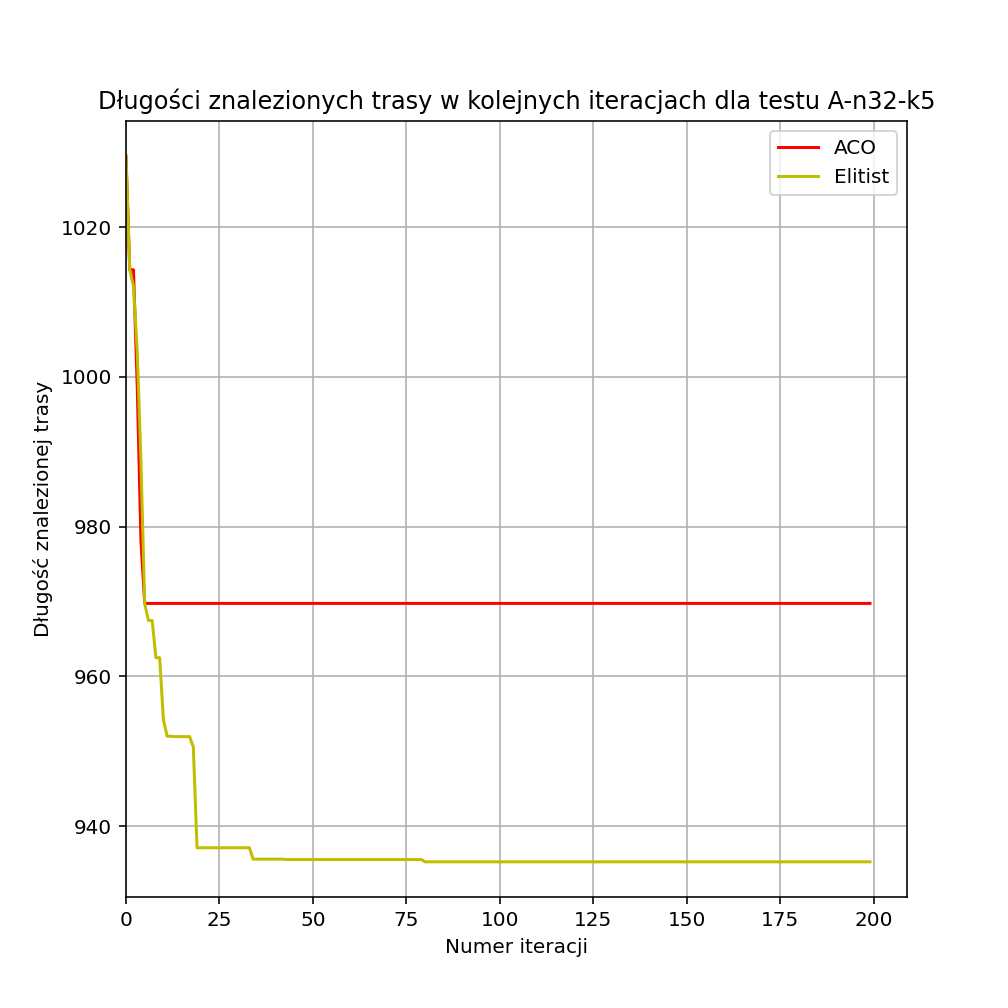 Długości znalezionych trasy w kolejnych iteracjach dla testu A-n32-k5
ACO
Elitist
1020
1000
980
960
940
Długość znalezionej trasy
0 25 50 75 100 125 150 175 200
Numer iteracji